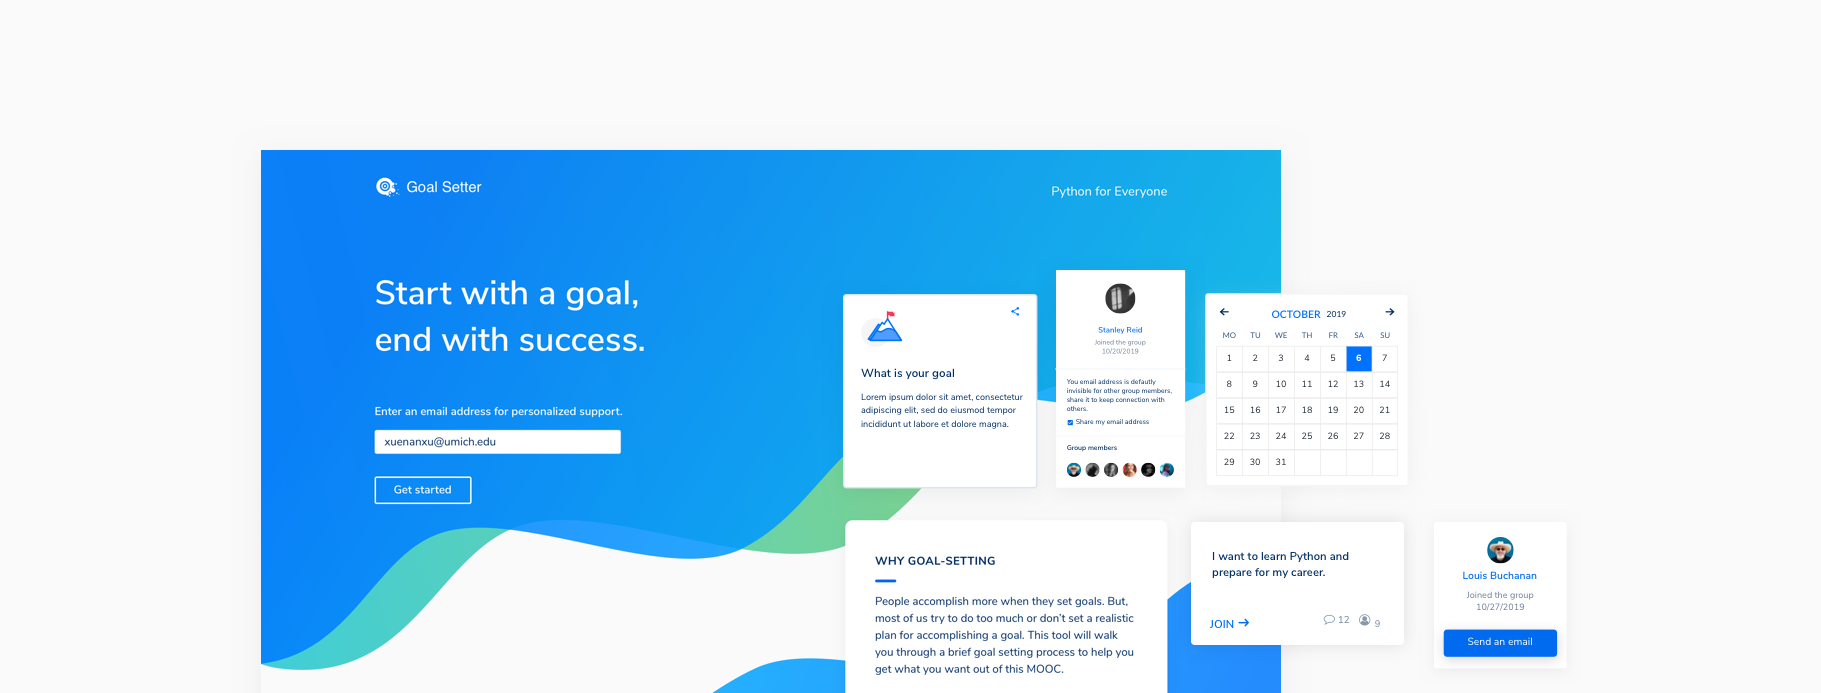 Goal Setter
Python for Everyone
Start with a goal,
end with success.
Enter an email address for personalized support.
xuenanxu@umich.edu
Get started
What is your goal
Lorem ipsum dolor sit amet, consectetur
adipiscing elit, sed do eiusmod tempor
incididunt ut labore et dolore magna.
Stanley Reid
Joined the group
10/20/2019
You email address is defautly
invisible for other group members,
share it to keep connection with
others.
Share my email address
Group members
OCTOBER 2019
MO TU WE TH FR SA SU
1 2 3 4 5 6 7
8 9 10 11 12 13 14
15 16 17 18 19 20 21
22 23 24 25 26 27 28
29 30 31
WHY GOAL-SETTING
People accomplish more when they set goals. But,
most of us try to do too much or don't set a realistic
plan for accomplishing a goal. This tool will walk
you through a brief goal setting process to help you
get what you want out of this MOOC.
I want to learn Python and
prepare for my career.
JOIN
12
9
Louis Buchanan
Joined the group
10/27/2019
Send an email